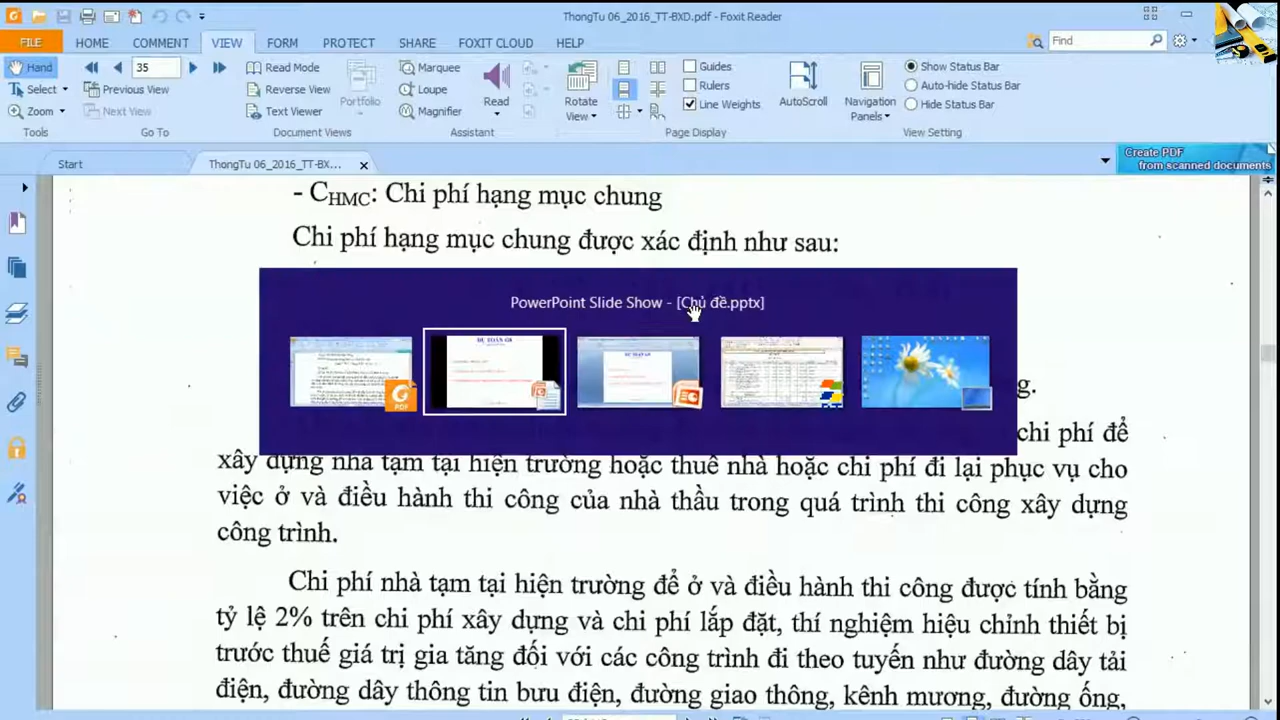 ThongTu 06_2016_TT-BXD.pdf - Foxit Reader
FILE HOME COMMENT VIEW FORM PROTECT SHARE FOXIT CLOUD HELP
Find
Hand
35
Read Mode
Marquee
Guides
Show Status Bar
Select
Previous View
Reverse View
Loupe
Rulers
Auto-hide Status Bar
Zoom
Next View
Text Viewer
Portfolio
Magnifier
Read
Rotate View
Line Weights
AutoScroll
Navigation Panels
Hide Status Bar
Tools
Go To
Document Views
Assistant
Page Display
View Setting
Start
ThongTu 06_2016_TT-BX...
Create PDF
from scanned documents
- CHMC: Chi phí hạng mục chung
Chi phí hạng mục chung được xác định như sau:
PowerPoint Slide Show - [Chủ đề.pptx]
DỰ TOÁN G8
PDF
g.
chi phí để
xây dựng nhà tạm tại hiện trường hoặc thuê nhà hoặc chi phí đi lại phục vụ cho
việc ở và điều hành thi công của nhà thầu trong quá trình thi công xây dựng
công trình.
Chi phí nhà tạm tại hiện trường để ở và điều hành thi công được tính bằng
tỷ lệ 2% trên chi phí xây dựng và chi phí lắp đặt, thí nghiệm hiệu chỉnh thiết bị
trước thuế giá trị gia tăng đối với các công trình đi theo tuyến như đường dây tải
điện, đường dây thông tin bưu điện, đường giao thông, kênh mương, đường ống,